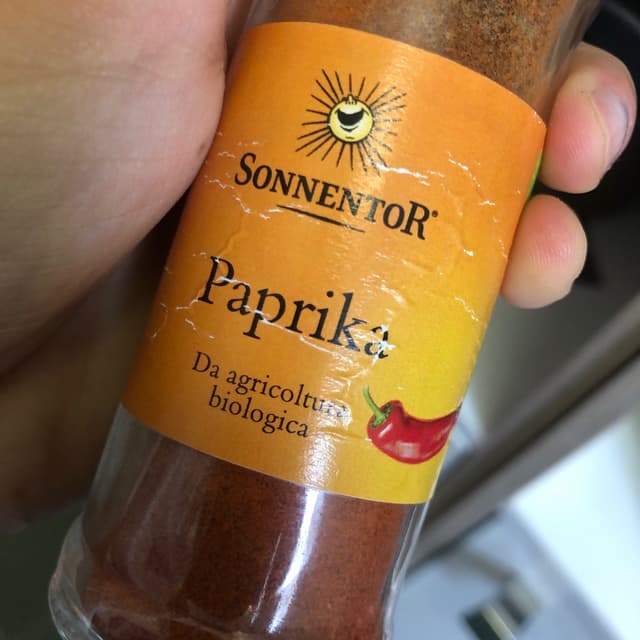 SONNENTOR®
Paprika
Da agricoltura
biologica